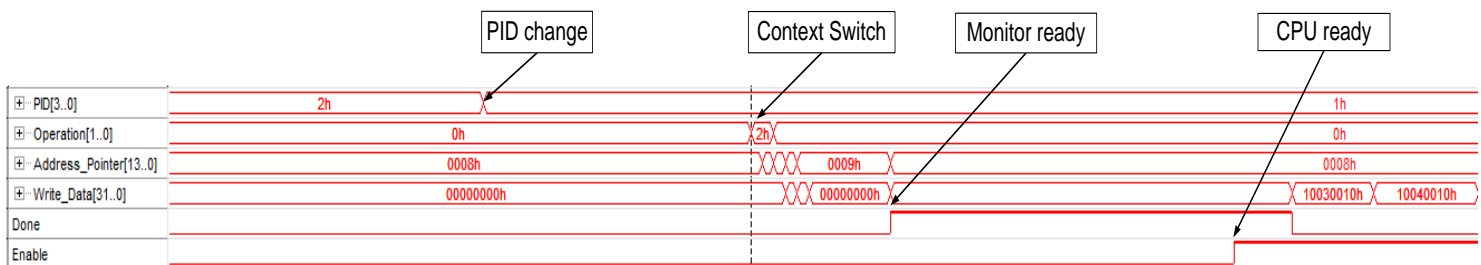 PID change
Context Switch
Monitor ready
CPU ready
PID[3..0] 2h 1h
Operation[1..0] 0h 2h 0h
Address_Pointer[13..0] 0008h 0009h 0008h
Write_Data[31..0] 00000000h 00000000h 10030010h 10040010h
Done
Enable